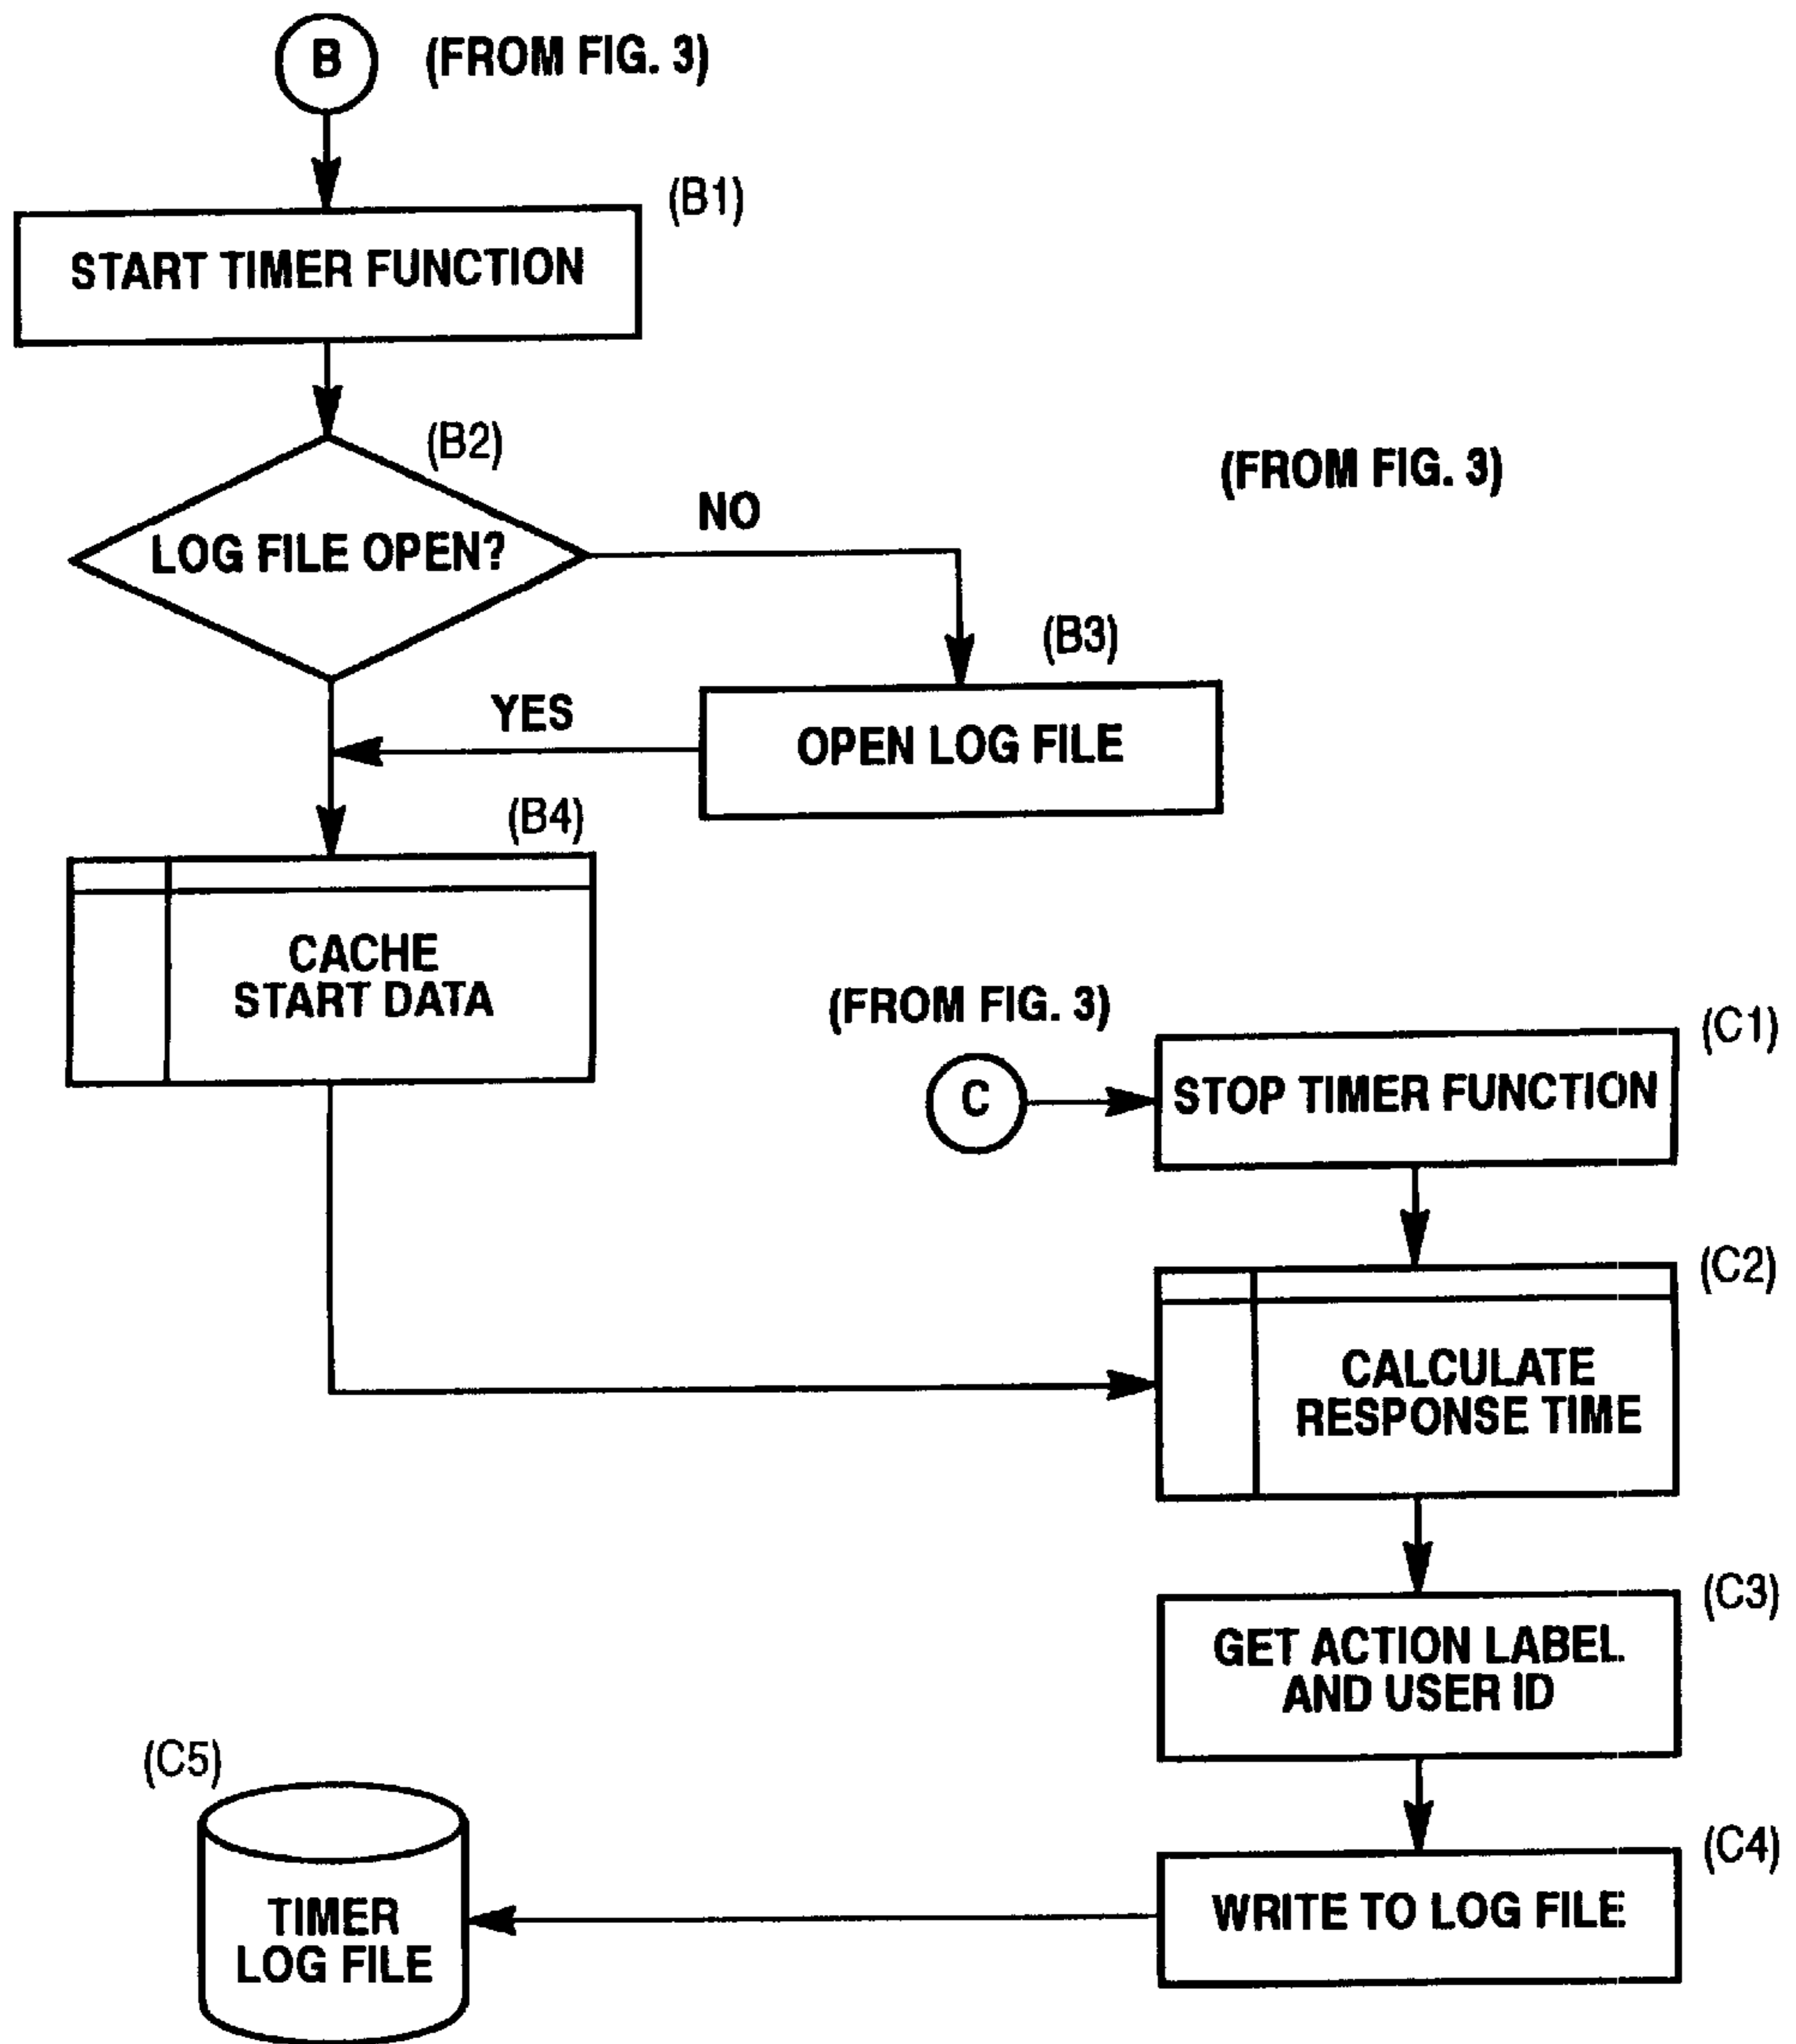 B (FROM FIG. 3)
(B1)
START TIMER FUNCTION
(B2)
LOG FILE OPEN?
NO
(FROM FIG. 3)
(B3)
YES
OPEN LOG FILE
(B4)
CACHE
START DATA
(FROM FIG. 3)
(C1)
C
STOP TIMER FUNCTION
(C2)
CALCULATE
RESPONSE TIME
(C3)
GET ACTION LABEL
AND USER ID
(C5)
(C4)
TIMER
LOG FILE
WRITE TO LOG FILE